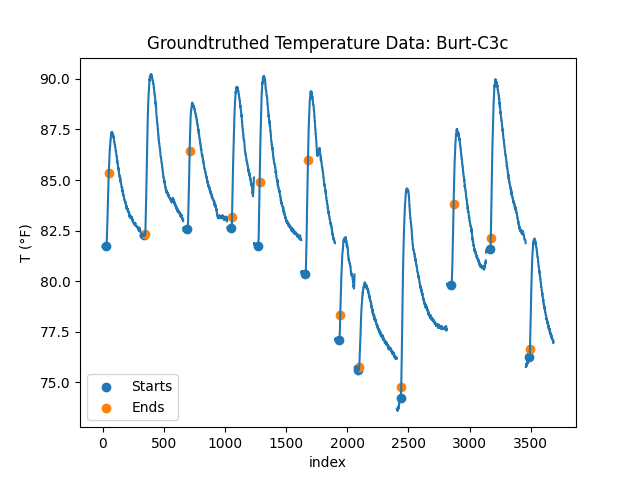 Groundtruthed Temperature Data: Burt-C3c
90.0
87.5
85.0
82.5
80.0
77.5
75.0
T (°F)
Starts
Ends
0 500 1000 1500 2000 2500 3000 3500
index